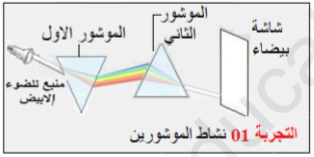 الموشور الاول
الموشور
الثاني
شاشة
بيضاء
منبع للضوء
الابيض
التجربة 01 نشاط الموشورين